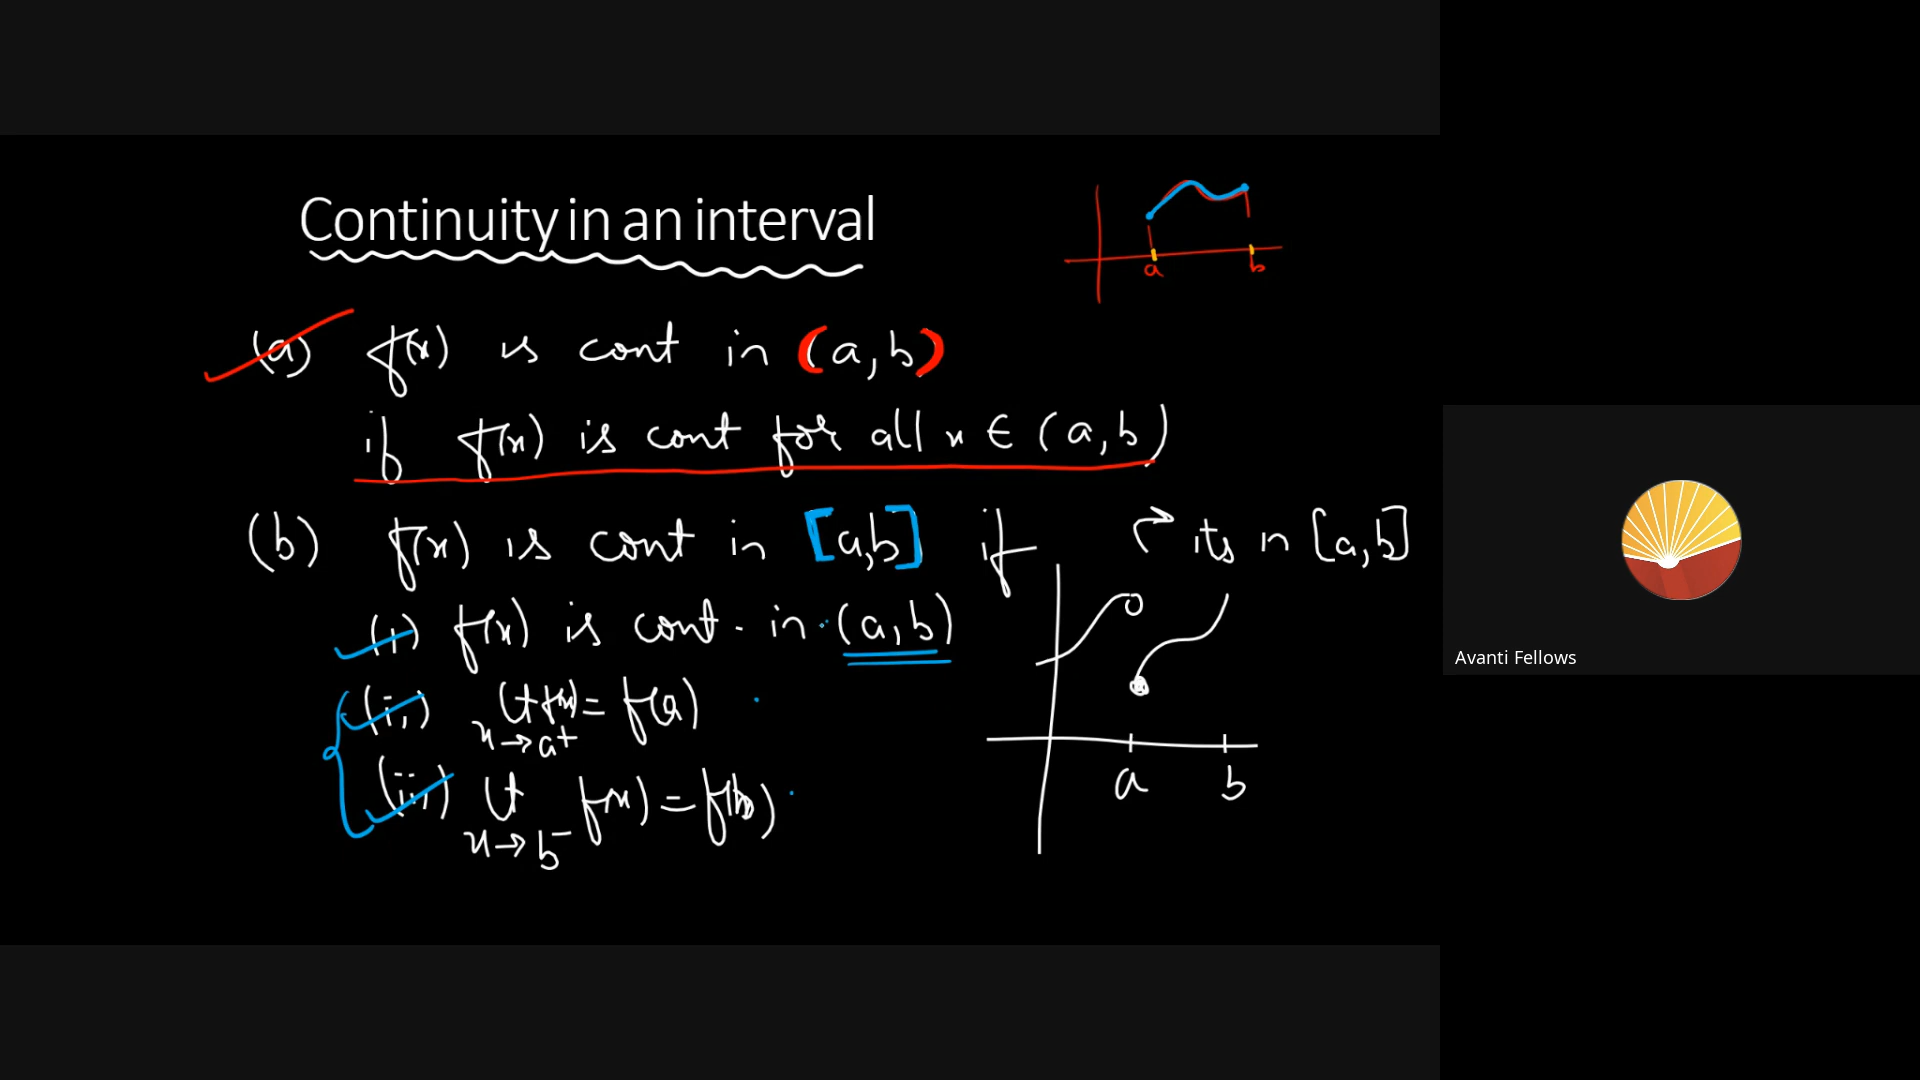 Continuity in an interval
a b
(a) f(x) is cont in (a,b)
if f(x) is cont for all x ∈ (a,b)
(b) f(x) is cont in [a,b] if
its n [a,b]
(i) f(x) is cont. in (a,b)
(ii) Lt f(x) = f(a)
x→a+
(iii) Lt f(x) = f(b)
x→b-
a b
Avanti Fellows